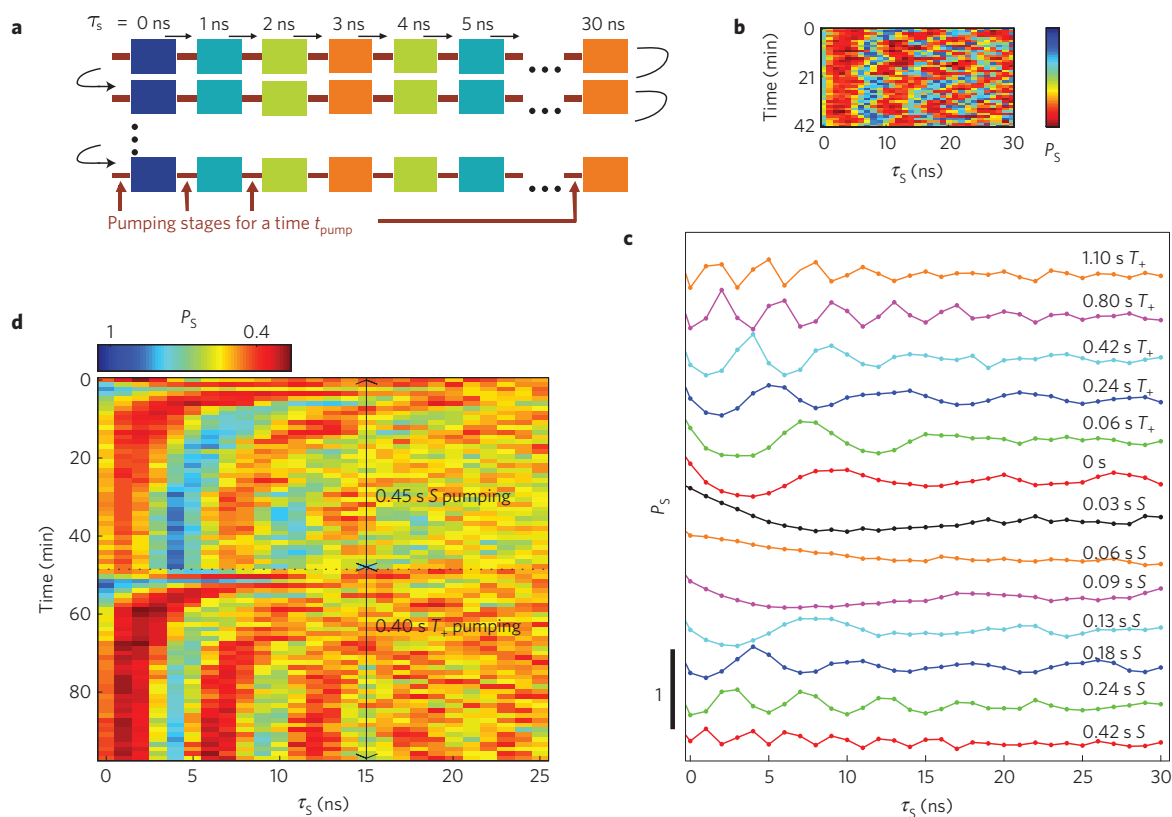 a
τS = 0 ns 1 ns 2 ns 3 ns 4 ns 5 ns 30 ns
Pumping stages for a time tpump
b
Time (min)
0
21
42
0 10 20 30
τS (ns)
PS
c
PS
1
1.10 s T+
0.80 s T+
0.42 s T+
0.24 s T+
0.06 s T+
0 s
0.03 s S
0.06 s S
0.09 s S
0.13 s S
0.18 s S
0.24 s S
0.42 s S
0 5 10 15 20 25 30
τS (ns)
d
PS
1 0.4
Time (min)
0
20
40
60
80
0.45 s S pumping
0.40 s T+ pumping
0 5 10 15 20 25
τS (ns)